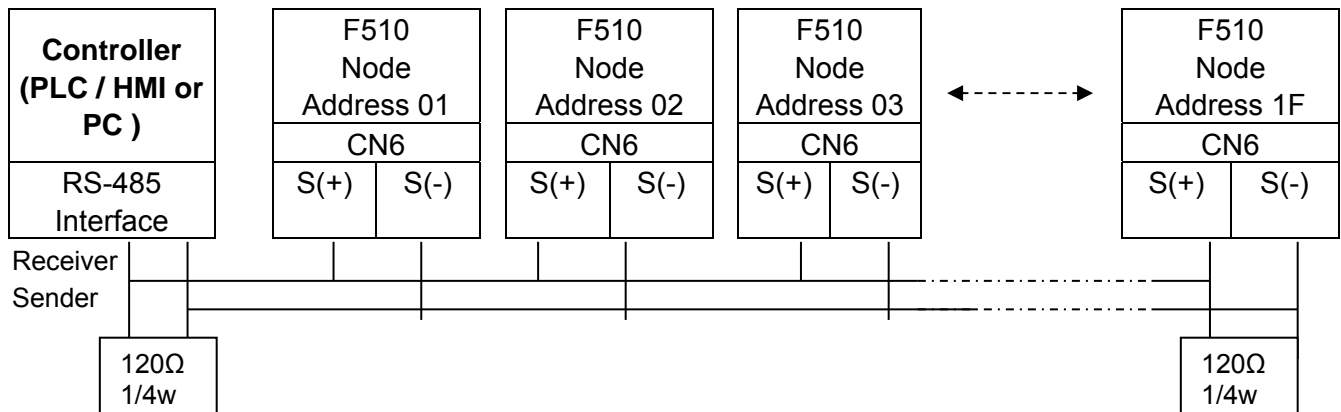 Controller
(PLC / HMI or
PC )
RS-485
Interface
F510
Node
Address 01
CN6
S(+) S(-)
F510
Node
Address 02
CN6
S(+) S(-)
F510
Node
Address 03
CN6
S(+) S(-)
F510
Node
Address 1F
CN6
S(+) S(-)
Receiver
Sender
120Ω
1/4w
120Ω
1/4w